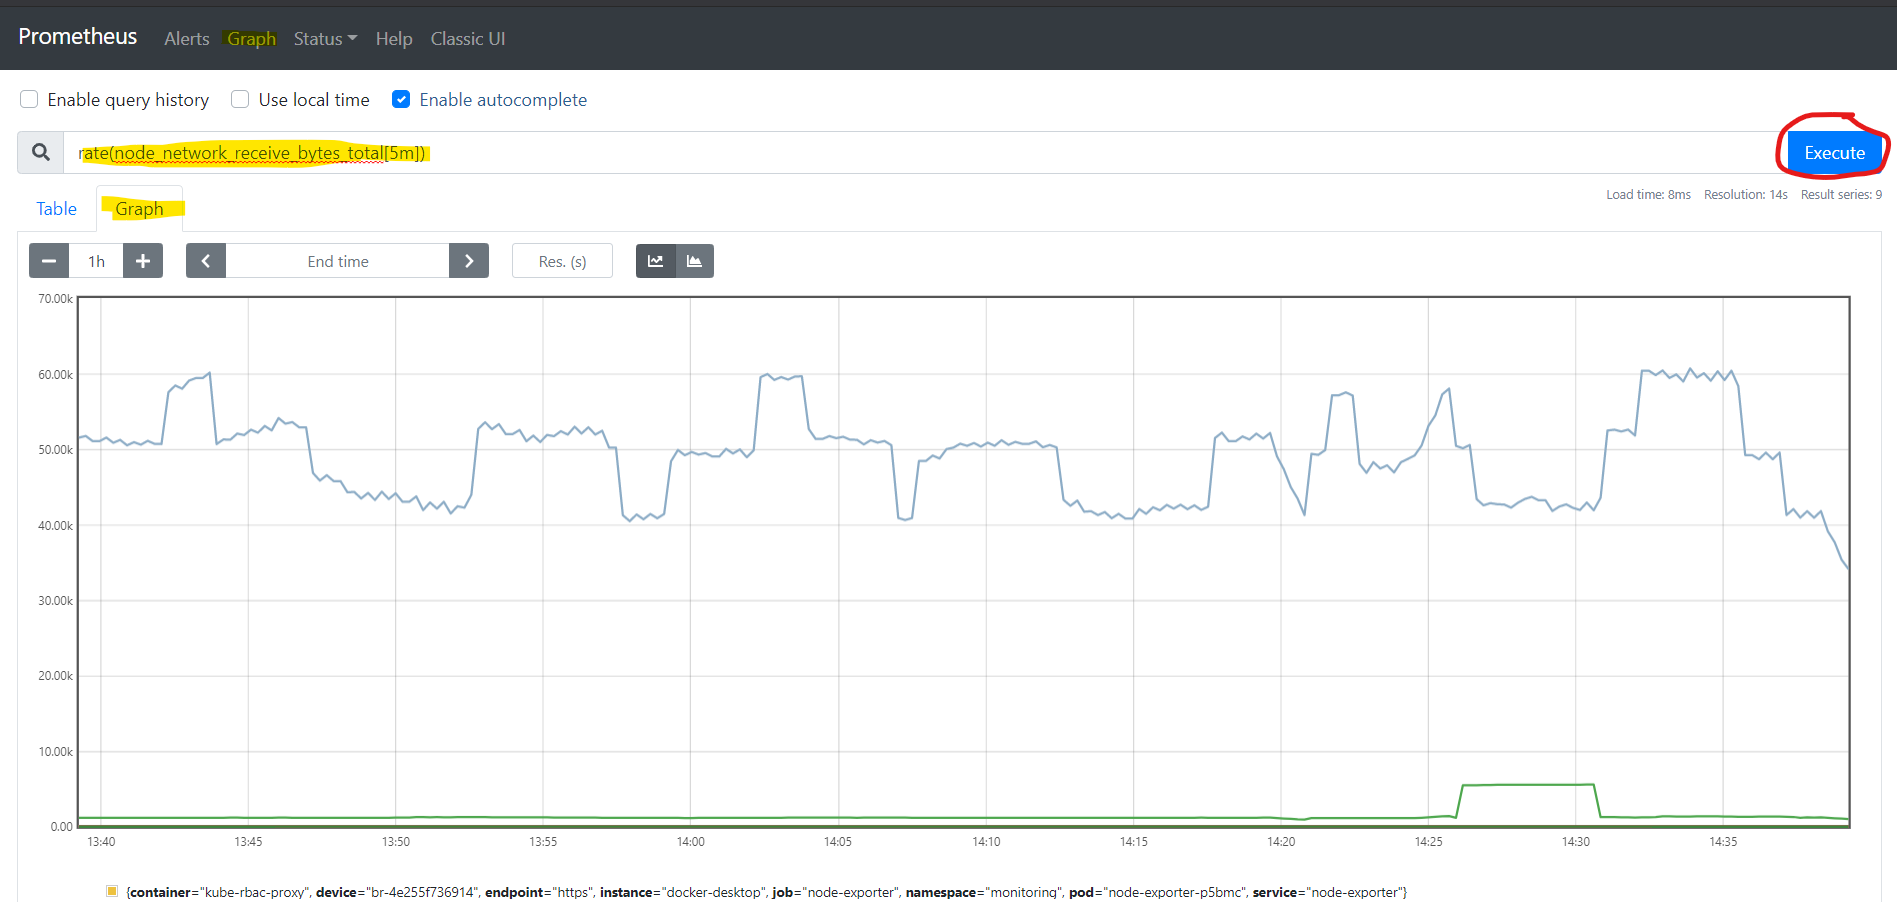 Prometheus Alerts Graph Status Help Classic UI
Enable query history Use local time Enable autocomplete
rate(node_network_receive_bytes_total[5m]) Execute
Load time: 8ms Resolution: 14s Result series: 9
Table Graph
1h End time Res. (s)
70.00k
60.00k
50.00k
40.00k
30.00k
20.00k
10.00k
0.00
13:40 13:45 13:50 13:55 14:00 14:05 14:10 14:15 14:20 14:25 14:30 14:35
{container="kube-rbac-proxy", device="br-4e255f736914", endpoint="https", instance="docker-desktop", job="node-exporter", namespace="monitoring", pod="node-exporter-p5bmc", service="node-exporter"}